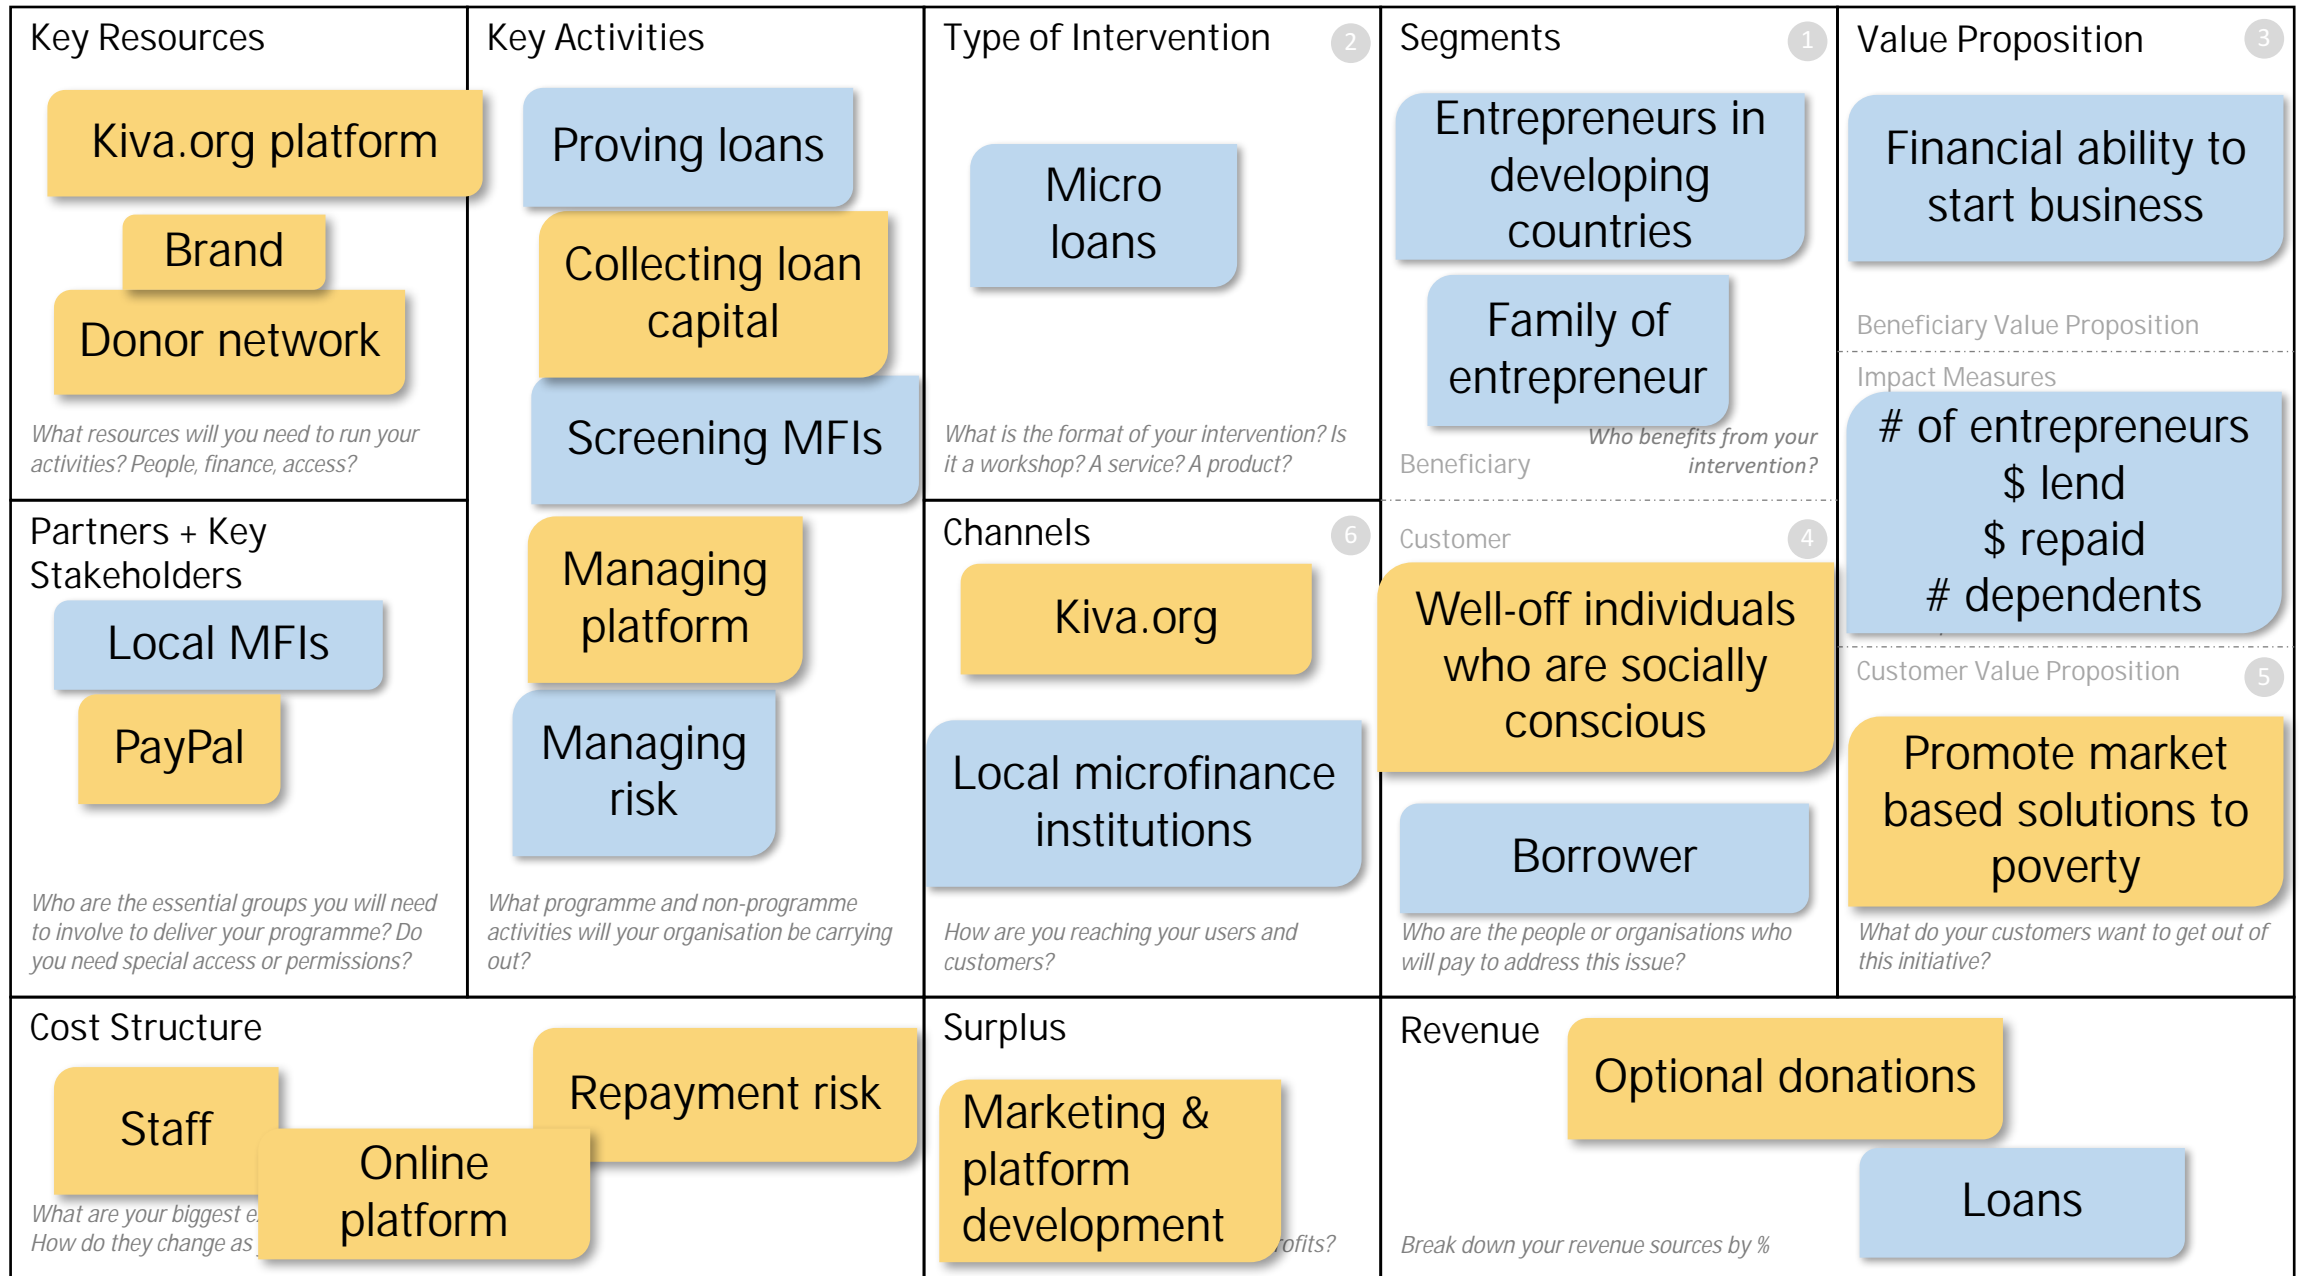 Key Resources
Kiva.org platform
Brand
Donor network
What resources will you need to run your
activities? People, finance, access?
Partners + Key
Stakeholders
Local MFIs
PayPal
Who are the essential groups you will need
to involve to deliver your programme? Do
you need special access or permissions?
Key Activities
Proving loans
Collecting loan
capital
Screening MFIs
Managing
platform
Managing
risk
What programme and non-programme
activities will your organisation be carrying
out?
Type of Intervention
2
Micro
loans
What is the format of your intervention? Is
it a workshop? A service? A product?
Channels
6
Kiva.org
Local microfinance
institutions
How are you reaching your users and
customers?
Segments
1
Entrepreneurs in
developing
countries
Family of
entrepreneur
Who benefits from your
intervention?
Beneficiary
Customer
4
Well-off individuals
who are socially
conscious
Borrower
Who are the people or organisations who
will pay to address this issue?
Value Proposition
3
Financial ability to
start business
Beneficiary Value Proposition
Impact Measures
# of entrepreneurs
$ lend
$ repaid
# dependents
Customer Value Proposition
5
Promote market
based solutions to
poverty
What do your customers want to get out of
this initiative?
Cost Structure
Staff
Online
platform
Repayment risk
What are your biggest
How do they change as
Surplus
Marketing &
platform
development
rofits?
Revenue
Optional donations
Loans
Break down your revenue sources by %